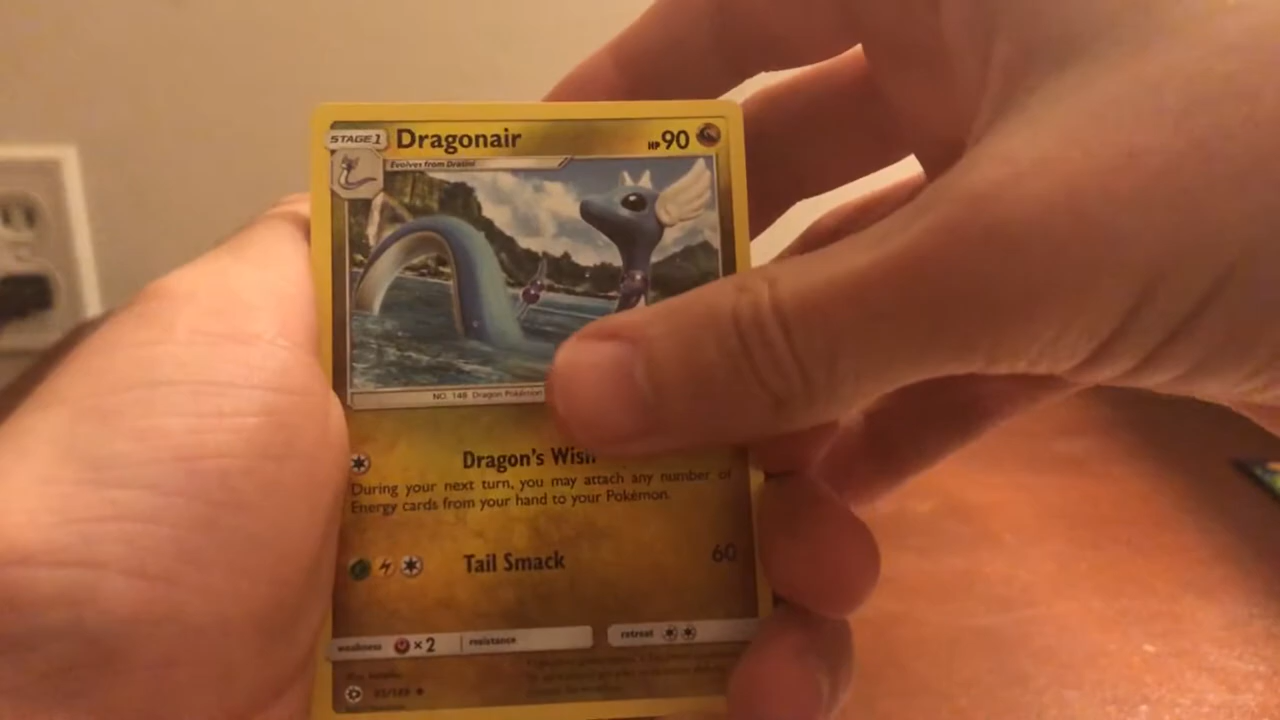 STAGE 1 Dragonair HP 90
Evolves from Dratini
NO. 148 Dragon Pokémon
Dragon's Wish
During your next turn, you may attach any number of
Energy cards from your hand to your Pokémon.
Tail Smack 60
weakness ×2 resistance retreat
95/149